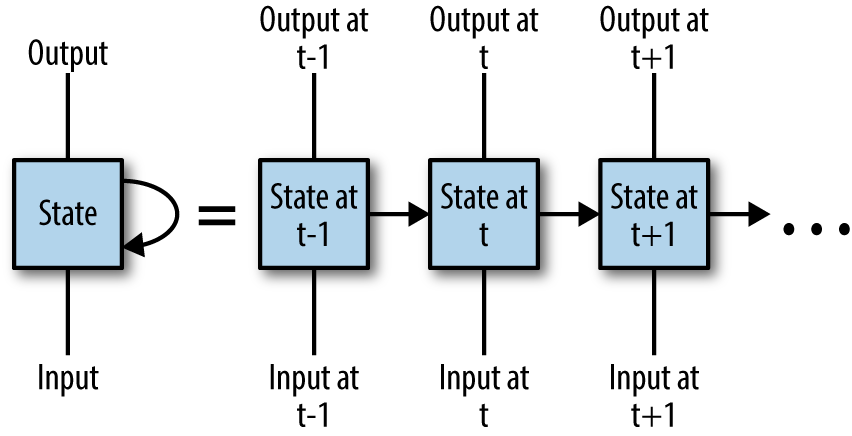 Output
State
Input
=
Output at
t-1
State at
t-1
Input at
t-1
Output at
t
State at
t
Input at
t
Output at
t+1
State at
t+1
Input at
t+1
...